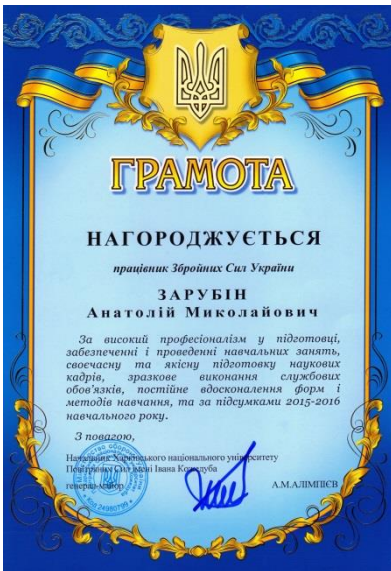 ГРАМОТА
НАГОРОДЖУЄТЬСЯ
працівник Збройних Сил України
ЗАРУБІН
Анатолій Миколайович
За високий професіоналізм у підготовці,
забезпеченні і проведенні навчальних занять,
своєчасну та якісну підготовку наукових
кадрів, зразкове виконання службових
обов'язків, постійне вдосконалення форм і
методів навчання, та за підсумками 2015-2016
навчального року.
З повагою,
Начальник Харківського національного університету
Повітряних Сил імені Івана Кожедуба
генерал-майор
А.М.АЛІМПІЄВ